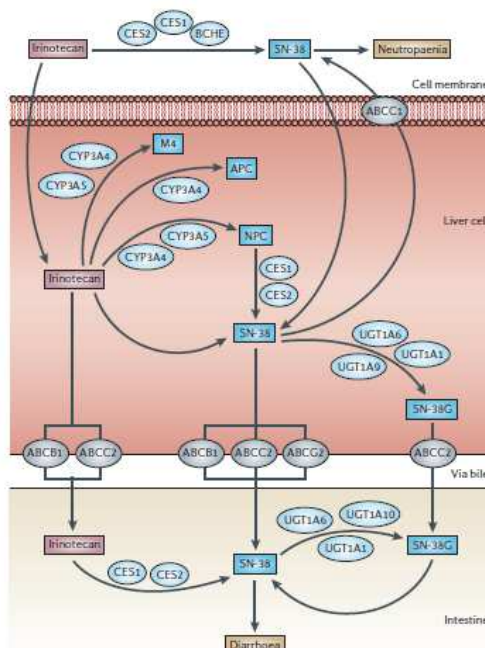 CES1
CES2
BCHE
Irinotecan
SN-38
Neutropaenia
Cell membrane
ABCC1
M4
CYP3A4
CYP3A5
APC
CYP3A4
Liver cell
CYP3A5
NPC
CYP3A4
CES1
Irinotecan
CES2
SN-38
UGT1A6
UGT1A1
UGT1A9
SN-38G
ABCB1
ABCC2
ABCB1
ABCC2
ABCG2
ABCC2
Via bile
UGT1A6
UGT1A10
Irinotecan
UGT1A1
SN-38G
CES1
CES2
SN-38
Intestine
Diarrhoea